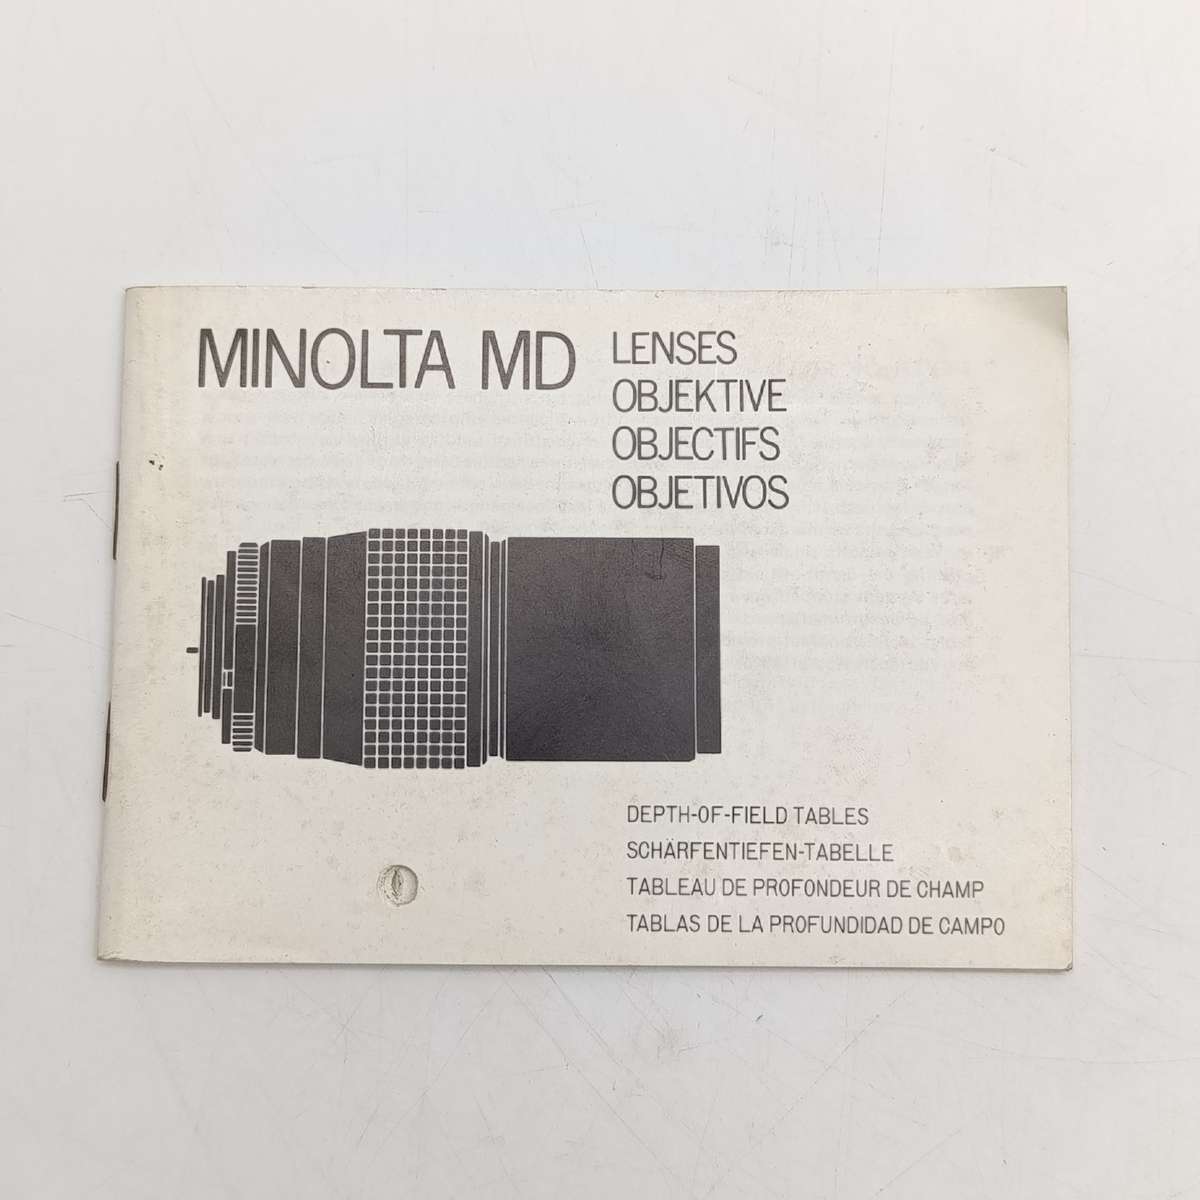 MINOLTA MD
LENSES
OBJEKTIVE
OBJECTIFS
OBJETIVOS
DEPTH-OF-FIELD TABLES
SCHÄRFENTIEFEN-TABELLE
TABLEAU DE PROFONDEUR DE CHAMP
TABLAS DE LA PROFUNDIDAD DE CAMPO